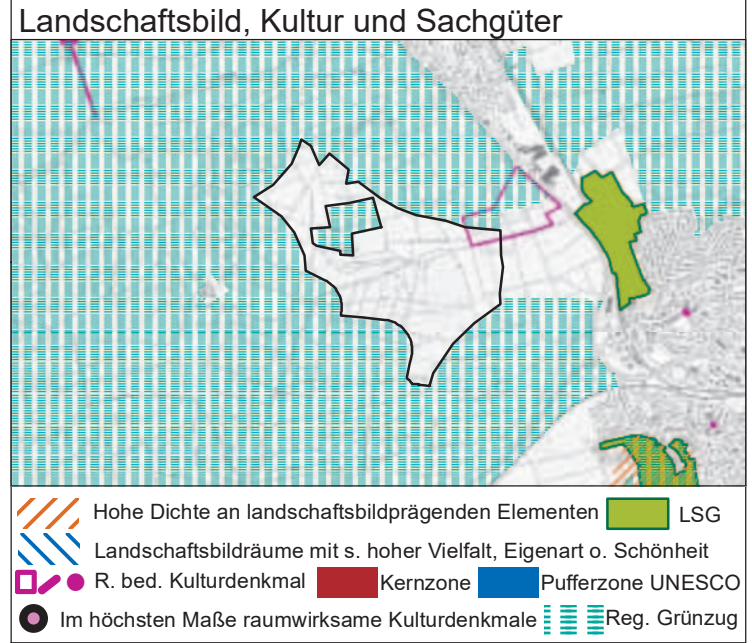 Landschaftsbild, Kultur und Sachgüter
Hohe Dichte an landschaftsbildprägenden Elementen LSG
Landschaftsbildräume mit s. hoher Vielfalt, Eigenart o. Schönheit
R. bed. Kulturdenkmal Kernzone Pufferzone UNESCO
Im höchsten Maße raumwirksame Kulturdenkmale Reg. Grünzug